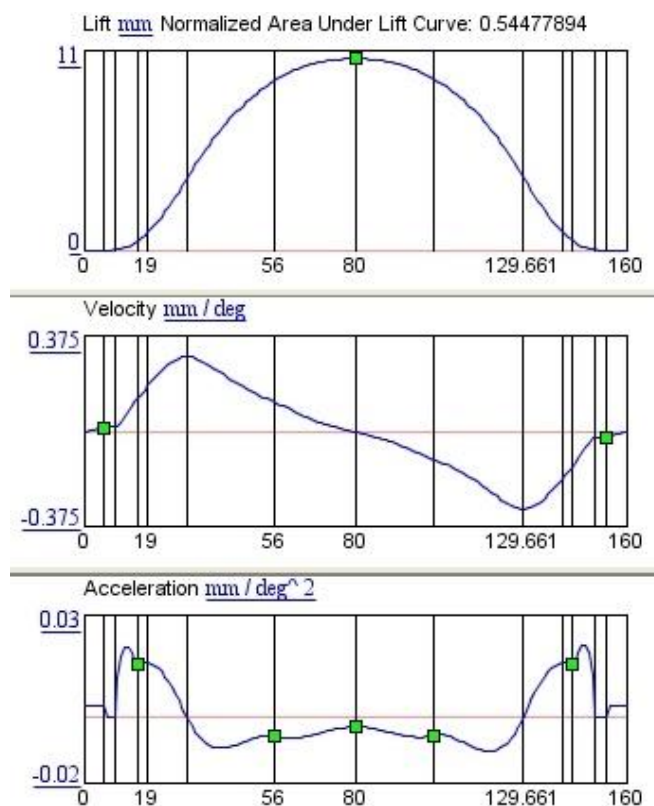 Lift mm Normalized Area Under Lift Curve: 0.54477894
11
0
0 19 56 80 129.661 160
Velocity mm / deg
0.375
-0.375
0 19 56 80 129.661 160
Acceleration mm / deg^ 2
0.03
-0.02
0 19 56 80 129.661 160